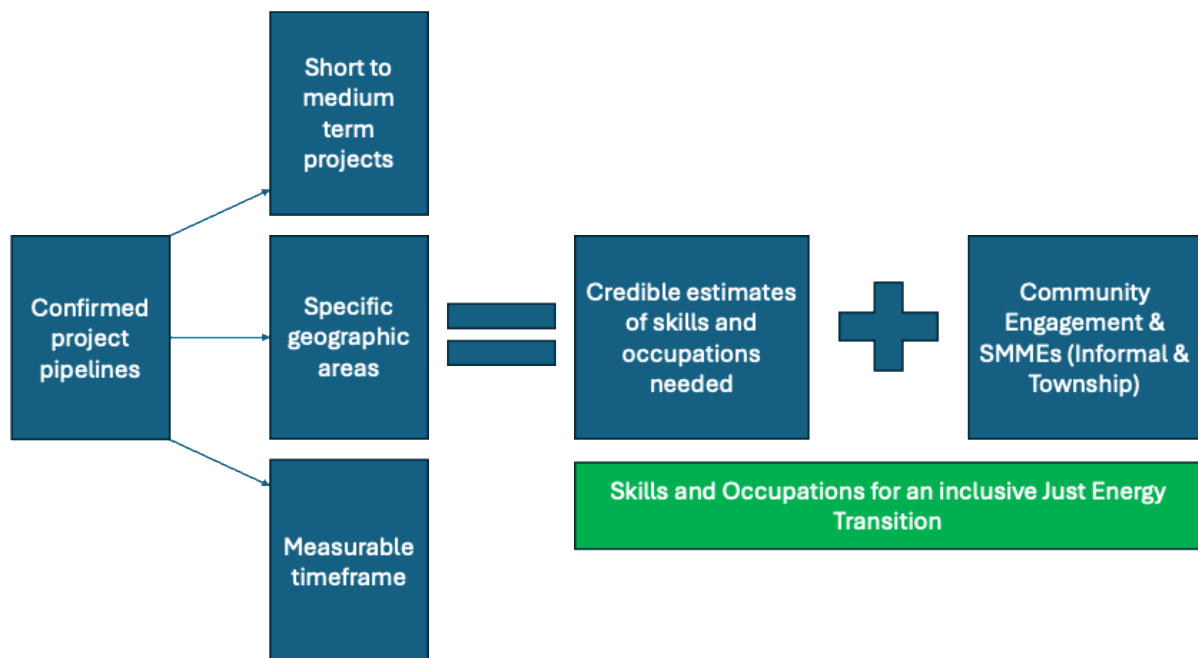 Short to
medium
term
projects
Confirmed
project
pipelines
Specific
geographic
areas
Measurable
timeframe
Credible estimates
of skills and
occupations
needed
Community
Engagement &
SMMEs (Informal &
Township)
Skills and Occupations for an inclusive Just Energy
Transition